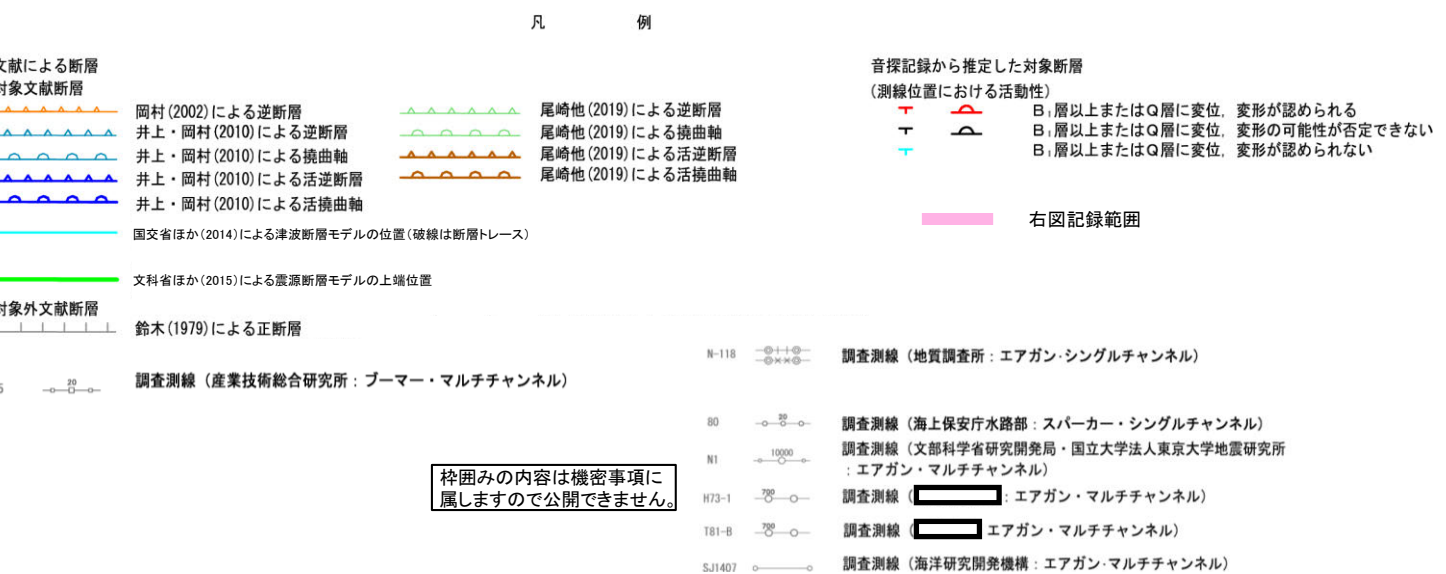 凡 例
文献による断層
対象文献断層
岡村(2002)による逆断層
井上・岡村(2010)による逆断層
井上・岡村(2010)による撓曲軸
井上・岡村(2010)による活逆断層
井上・岡村(2010)による活撓曲軸
国交省ほか(2014)による津波断層モデルの位置(破線は断層トレース)
文科省ほか(2015)による震源断層モデルの上端位置
対象外文献断層
鈴木(1979)による正断層
5 20 調査測線(産業技術総合研究所:ブーマー・マルチチャンネル)
尾崎他(2019)による逆断層
尾崎他(2019)による撓曲軸
尾崎他(2019)による活逆断層
尾崎他(2019)による活撓曲軸
音探記録から推定した対象断層
(測線位置における活動性)
B₁層以上またはQ層に変位,変形が認められる
B₁層以上またはQ層に変位,変形の可能性が否定できない
B₁層以上またはQ層に変位,変形が認められない
右図記録範囲
N-118 調査測線(地質調査所:エアガン・シングルチャンネル)
80 20 調査測線(海上保安庁水路部:スパーカー・シングルチャンネル)
N1 10000 調査測線(文部科学省研究開発局・国立大学法人東京大学地震研究所
:エアガン・マルチチャンネル)
H73-1 700 調査測線( :エアガン・マルチチャンネル)
T81-B 700 調査測線( エアガン・マルチチャンネル)
SJ1407 調査測線(海洋研究開発機構:エアガン・マルチチャンネル)
枠囲みの内容は機密事項に
属しますので公開できません。